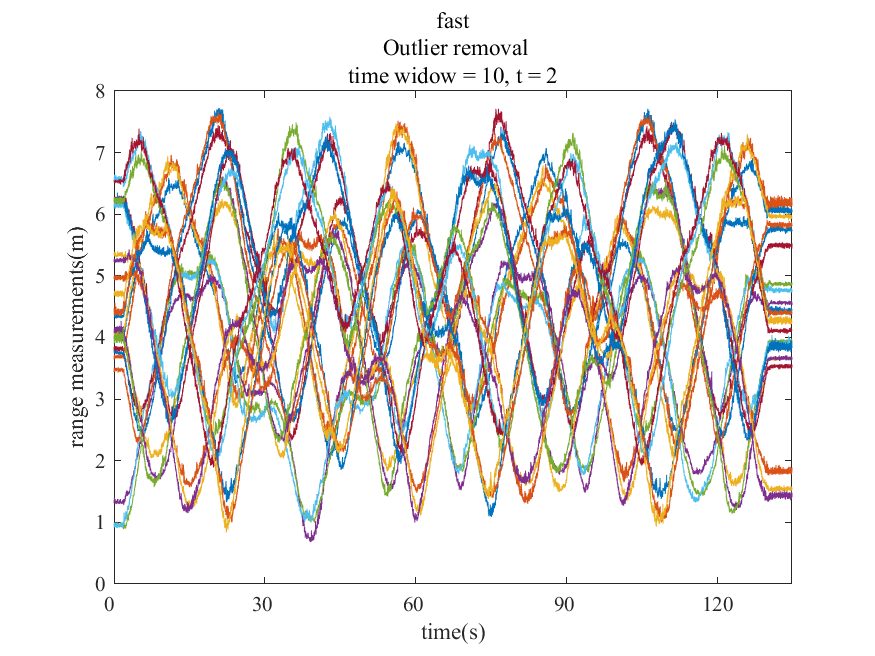 fast
Outlier removal
time widow = 10, t = 2
8
7
6
5
4
3
2
1
0
range measurements(m)
0 30 60 90 120
time(s)